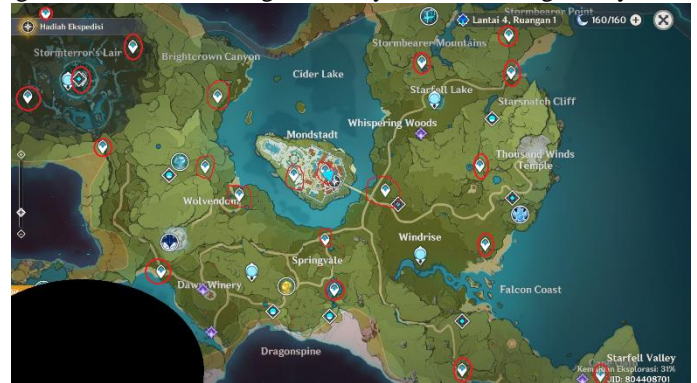 Stormbearer Point
Hadiah Ekspedisi
Lantai 4, Ruangan 1
160/160
Stormterror's Lair
Brightcrown Canyon
Stormbearer Mountains
Cider Lake
Starfell Lake
Starsnatch Cliff
Mondstadt
Whispering Woods
Thousand Winds
Temple
Wolvendom
Windrise
Springvale
Dawn Winery
Falcon Coast
Dragonspine
Starfell Valley
Eksplorasi: 31%
UID: 804408701